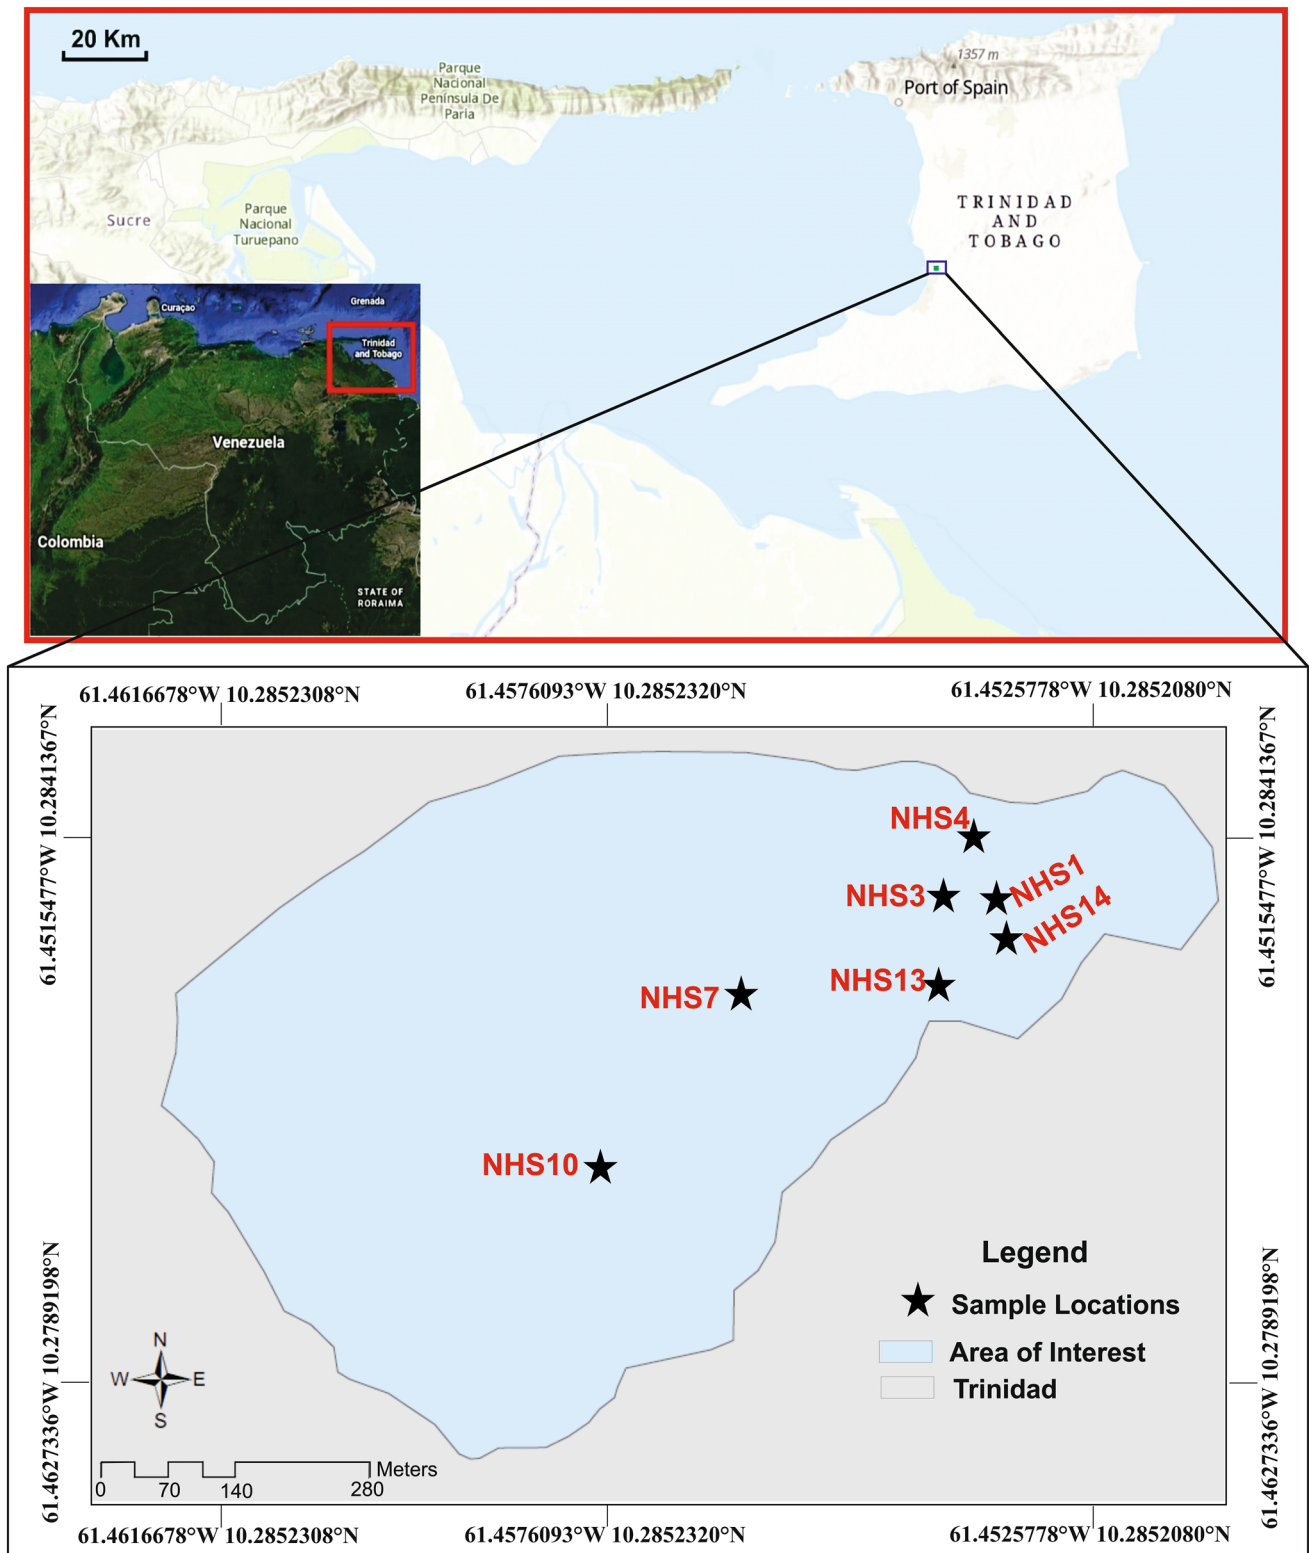 20 Km
Parque
Nacional
Península De
Paria
1357 m
Port of Spain
Sucre
Parque
Nacional
Turuepano
TRINIDAD
AND
TOBAGO
Curaçao
Grenada
Trinidad
and Tobago
Venezuela
Colombia
STATE OF
RORAIMA
61.4616678°W 10.2852308°N
61.4576093°W 10.2852320°N
61.4525778°W 10.2852080°N
61.4515477°W 10.2841367°N
61.4515477°W 10.2841367°N
NHS4
NHS3
NHS1
NHS14
NHS13
NHS7
NHS10
Legend
Sample Locations
Area of Interest
Trinidad
61.4627336°W 10.2789198°N
61.4627336°W 10.2789198°N
N
W
E
S
Meters
0
70
140
280
61.4616678°W 10.2852308°N
61.4576093°W 10.2852320°N
61.4525778°W 10.2852080°N